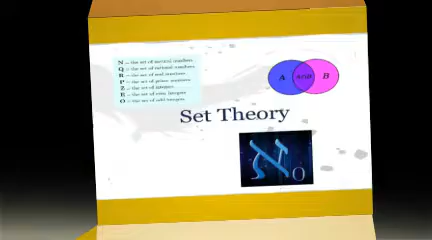 N = the set of natural numbers
Q = the set of rational numbers
R = the set of real numbers
P = the set of prime numbers
Z = the set of integers
E = the set of even integers
O = the set of odd integers
A A∩B B
Set Theory
ℵ0